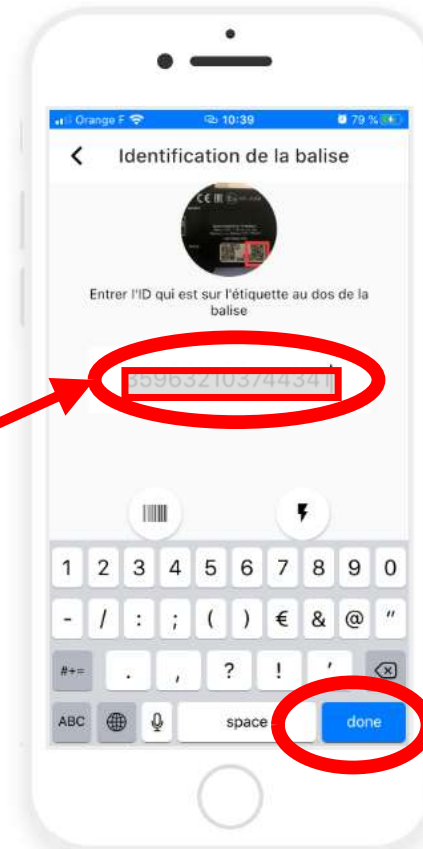 Orange F 10:39 79 %
Identification de la balise
Entrer l'ID qui est sur l'étiquette au dos de la
balise
359632103744341
1 2 3 4 5 6 7 8 9 0
- / : ; ( ) € & @ "
#+= . , ? ! '
ABC space done